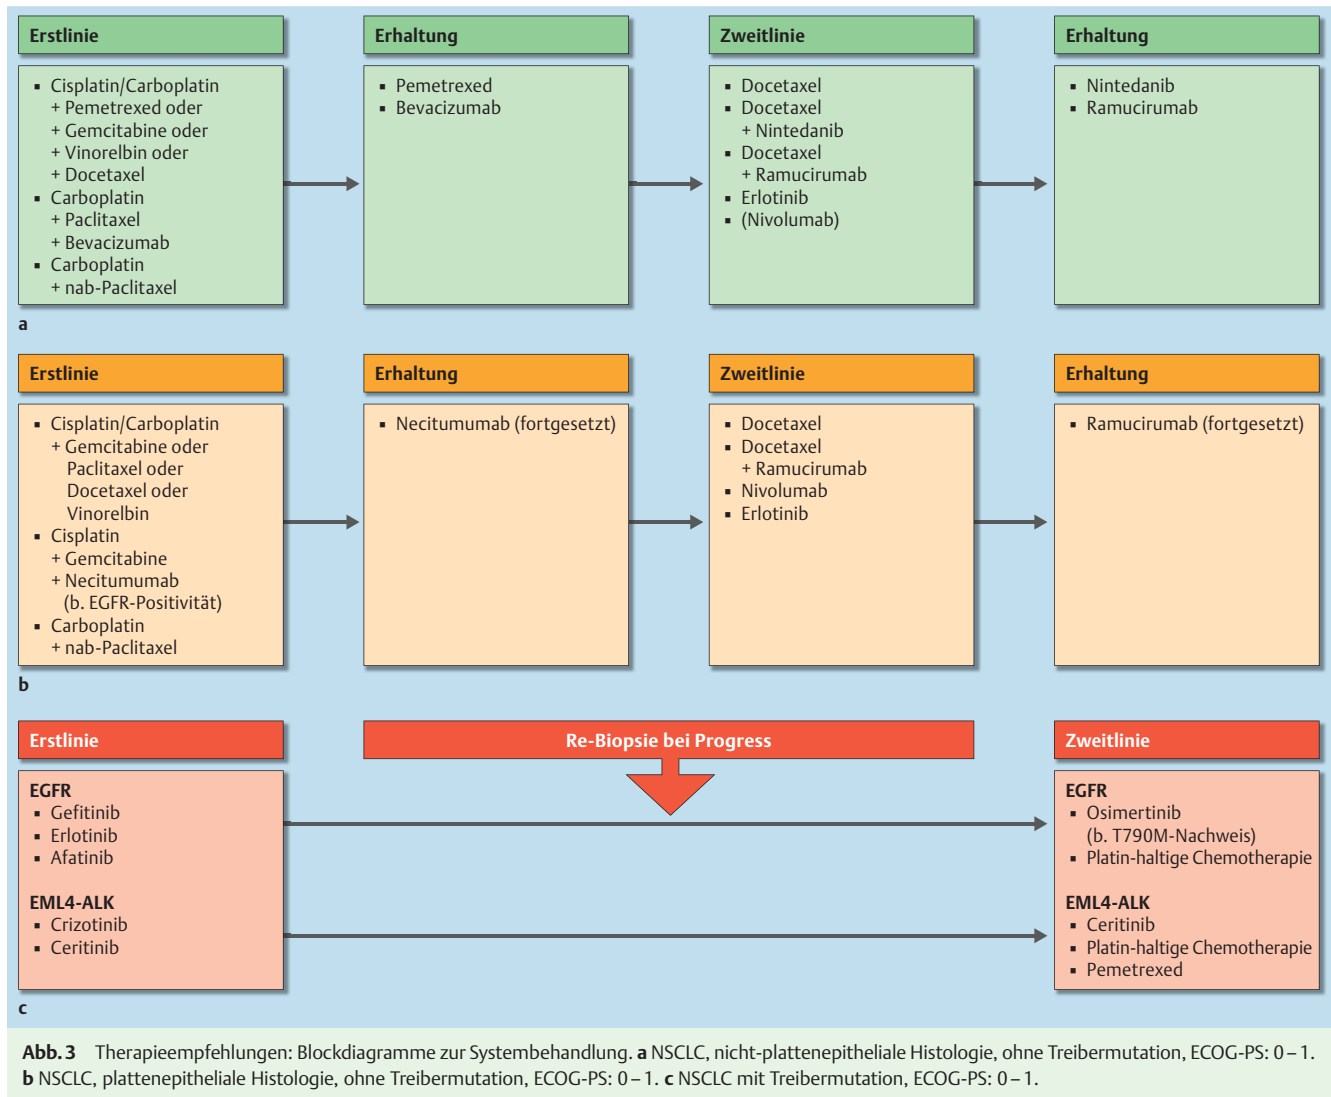 Erstlinie
▪ Cisplatin/Carboplatin
+ Pemetrexed oder
+ Gemcitabine oder
+ Vinorelbin oder
+ Docetaxel
▪ Carboplatin
+ Paclitaxel
+ Bevacizumab
▪ Carboplatin
+ nab-Paclitaxel
Erhaltung
▪ Pemetrexed
▪ Bevacizumab
Zweitlinie
▪ Docetaxel
▪ Docetaxel
+ Nintedanib
▪ Docetaxel
+ Ramucirumab
▪ Erlotinib
▪ (Nivolumab)
Erhaltung
▪ Nintedanib
▪ Ramucirumab
a
Erstlinie
▪ Cisplatin/Carboplatin
+ Gemcitabine oder
Paclitaxel oder
Docetaxel oder
Vinorelbin
▪ Cisplatin
+ Gemcitabine
+ Necitumumab
(b. EGFR-Positivität)
▪ Carboplatin
+ nab-Paclitaxel
Erhaltung
▪ Necitumumab (fortgesetzt)
Zweitlinie
▪ Docetaxel
▪ Docetaxel
+ Ramucirumab
▪ Nivolumab
▪ Erlotinib
Erhaltung
▪ Ramucirumab (fortgesetzt)
b
Erstlinie
EGFR
▪ Gefitinib
▪ Erlotinib
▪ Afatinib
EML4-ALK
▪ Crizotinib
▪ Ceritinib
Re-Biopsie bei Progress
Zweitlinie
EGFR
▪ Osimertinib
(b. T790M-Nachweis)
▪ Platin-haltige Chemotherapie
EML4-ALK
▪ Ceritinib
▪ Platin-haltige Chemotherapie
▪ Pemetrexed
c
Abb. 3 Therapieempfehlungen: Blockdiagramme zur Systembehandlung. a NSCLC, nicht-plattenepitheliale Histologie, ohne Treibermutation, ECOG-PS: 0–1.
b NSCLC, plattenepitheliale Histologie, ohne Treibermutation, ECOG-PS: 0–1. c NSCLC mit Treibermutation, ECOG-PS: 0–1.